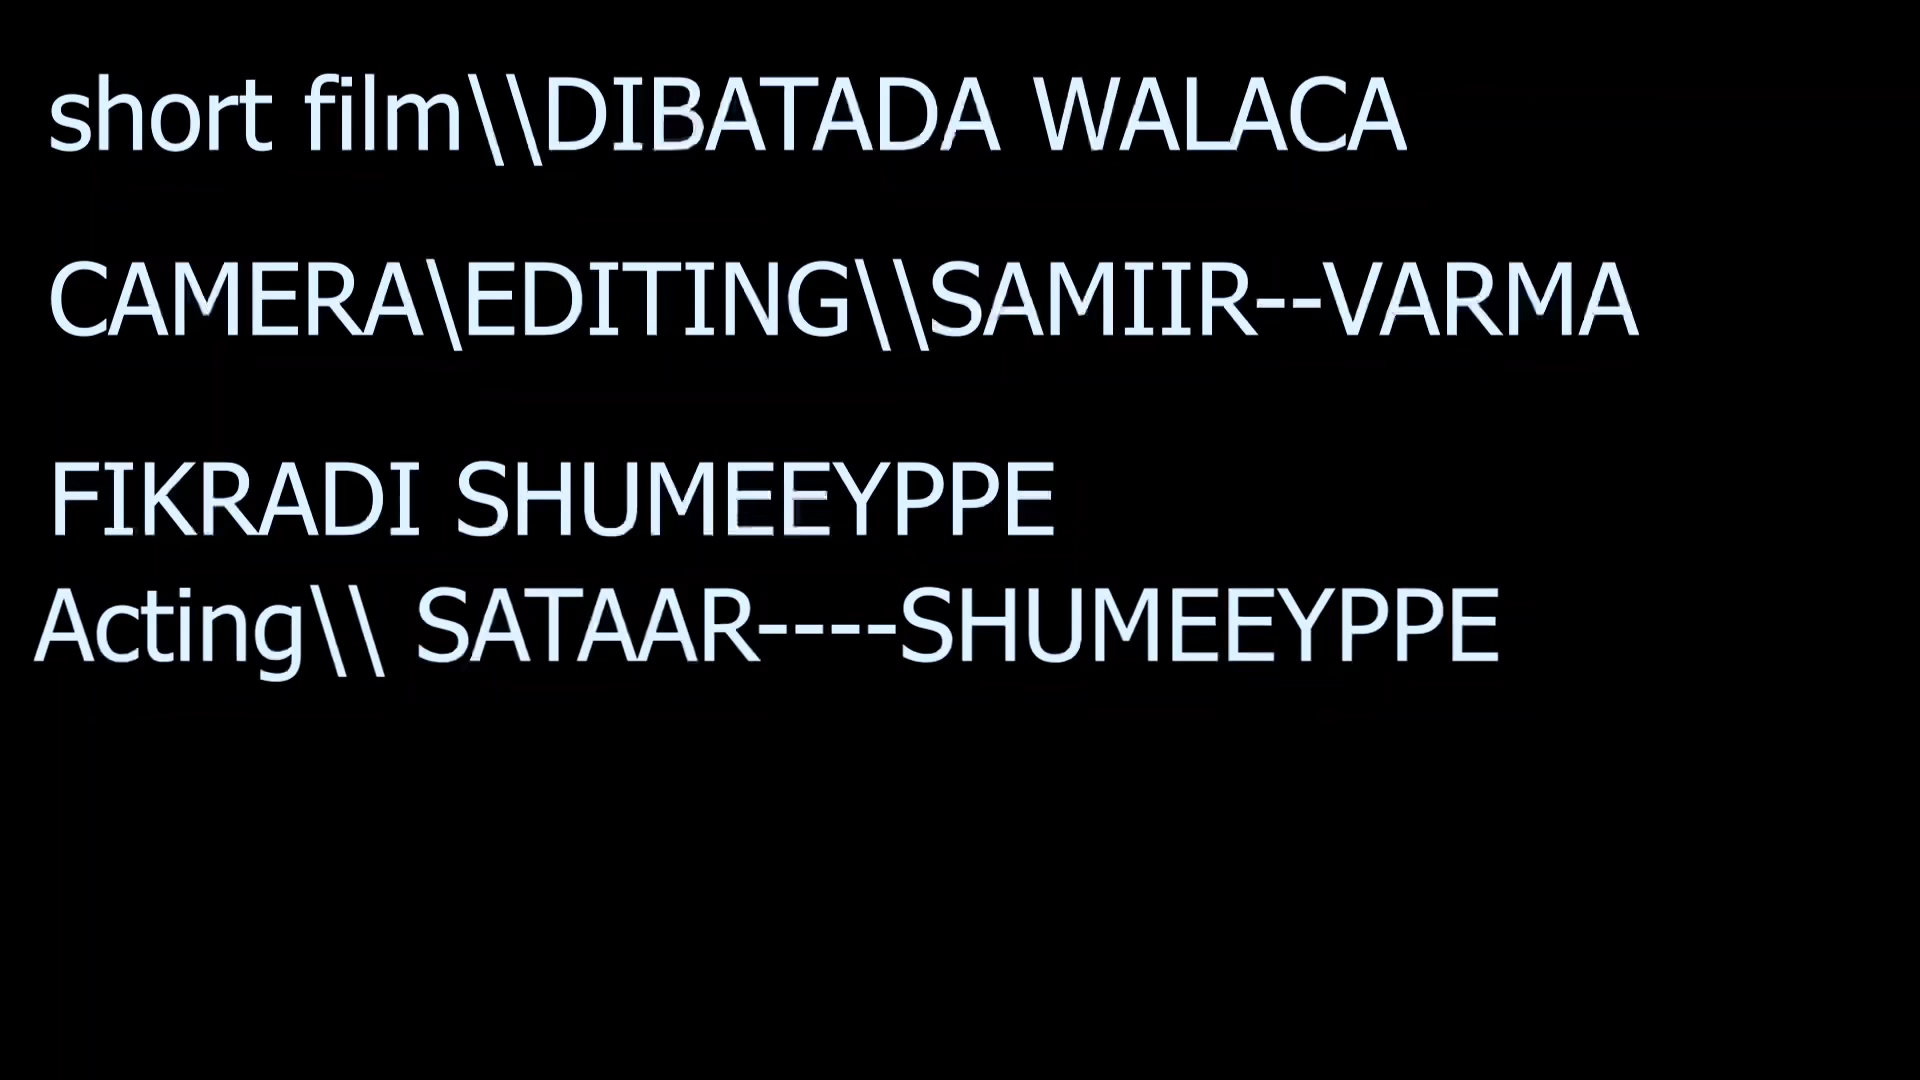 short film\\DIBATADA WALACA
CAMERA\EDITING\\SAMIIR--VARMA
FIKRADI SHUMEEYPPE
Acting\\ SATAAR----SHUMEEYPPE